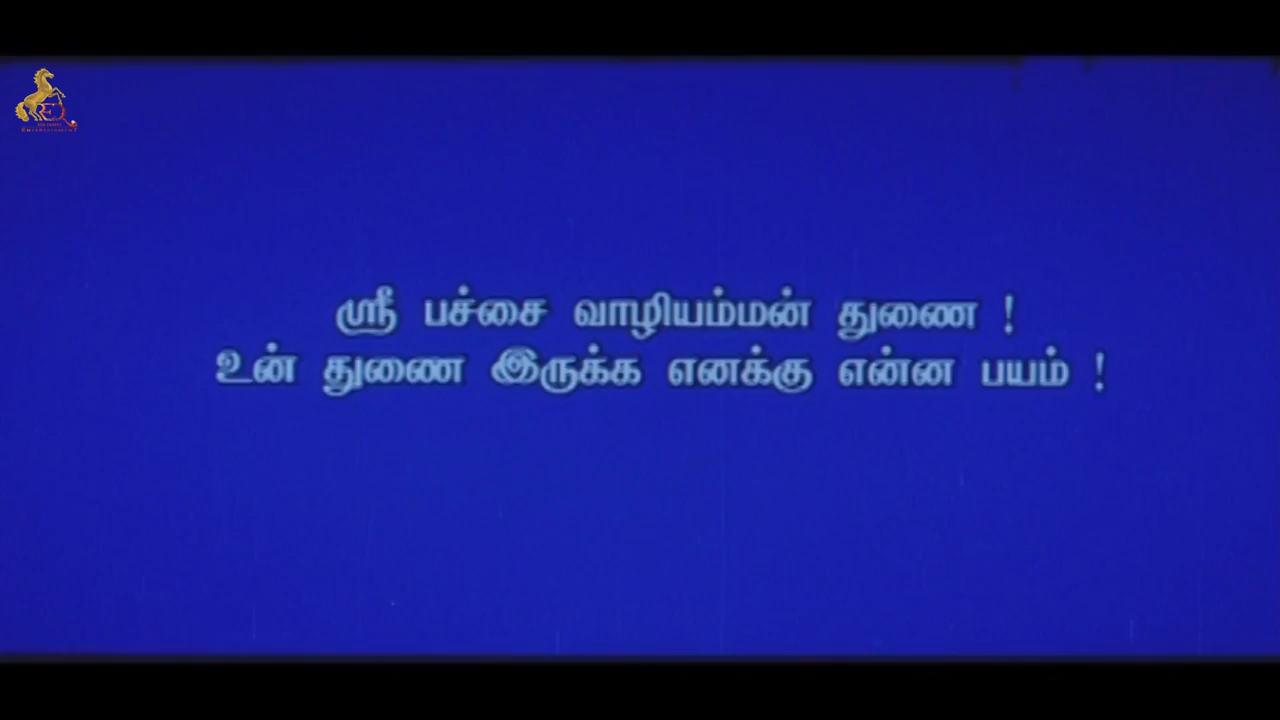 ஸ்ரீ பச்சை வாழியம்மன் துணை !
உன் துணை இருக்க எனக்கு என்ன பயம் !